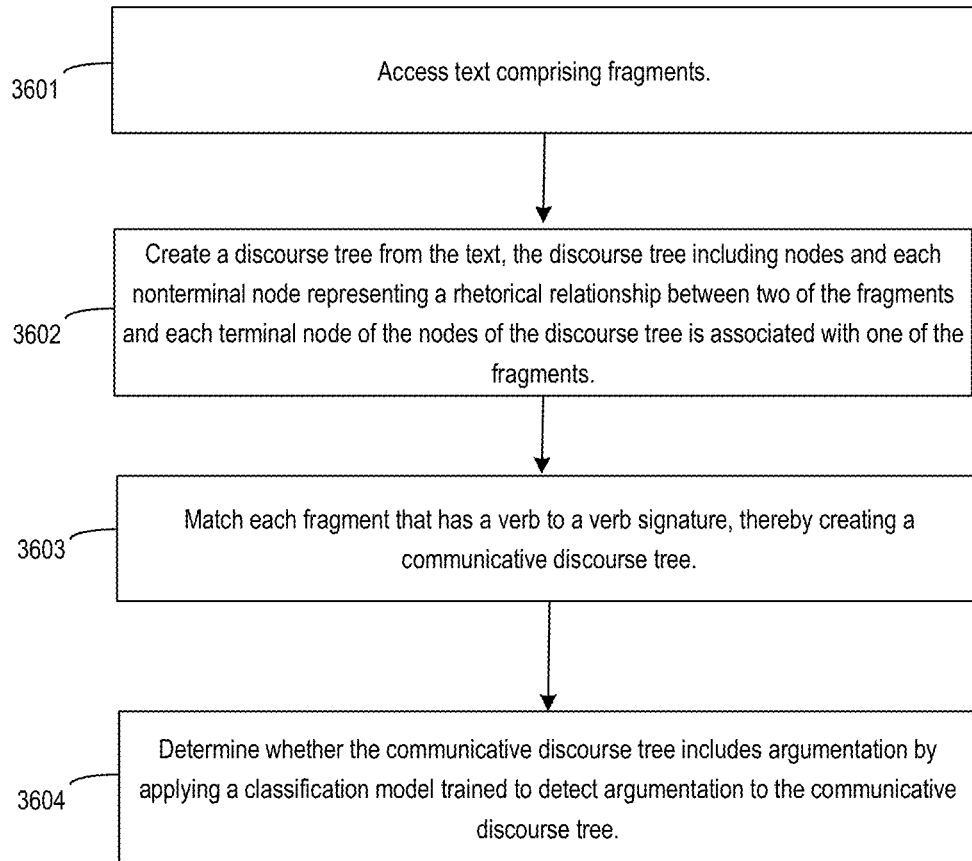 3601
Access text comprising fragments.
3602
Create a discourse tree from the text, the discourse tree including nodes and each
nonterminal node representing a rhetorical relationship between two of the fragments
and each terminal node of the nodes of the discourse tree is associated with one of the
fragments.
3603
Match each fragment that has a verb to a verb signature, thereby creating a
communicative discourse tree.
3604
Determine whether the communicative discourse tree includes argumentation by
applying a classification model trained to detect argumentation to the communicative
discourse tree.